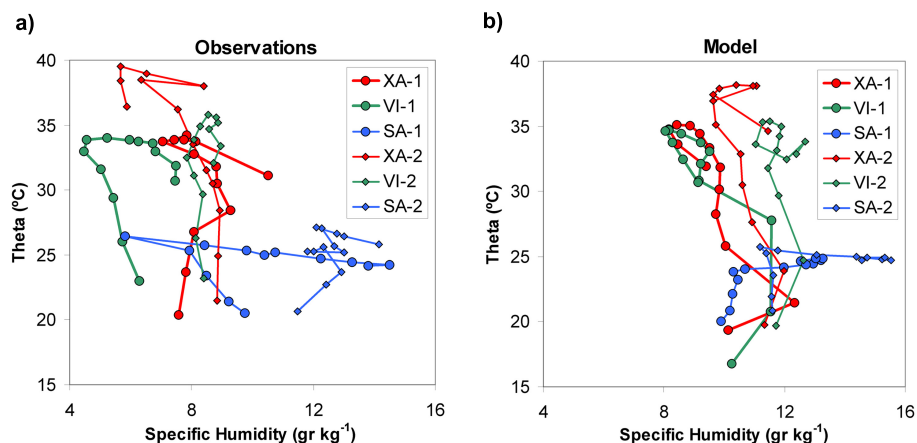 a)
Observations
40
35
30
25
20
15
4
8
12
16
Theta (ºC)
Specific Humidity (gr kg-1)
XA-1
VI-1
SA-1
XA-2
VI-2
SA-2
b)
Model
40
35
30
25
20
15
4
8
12
16
Theta (ºC)
Specific Humidity (gr kg-1)
XA-1
VI-1
SA-1
XA-2
VI-2
SA-2